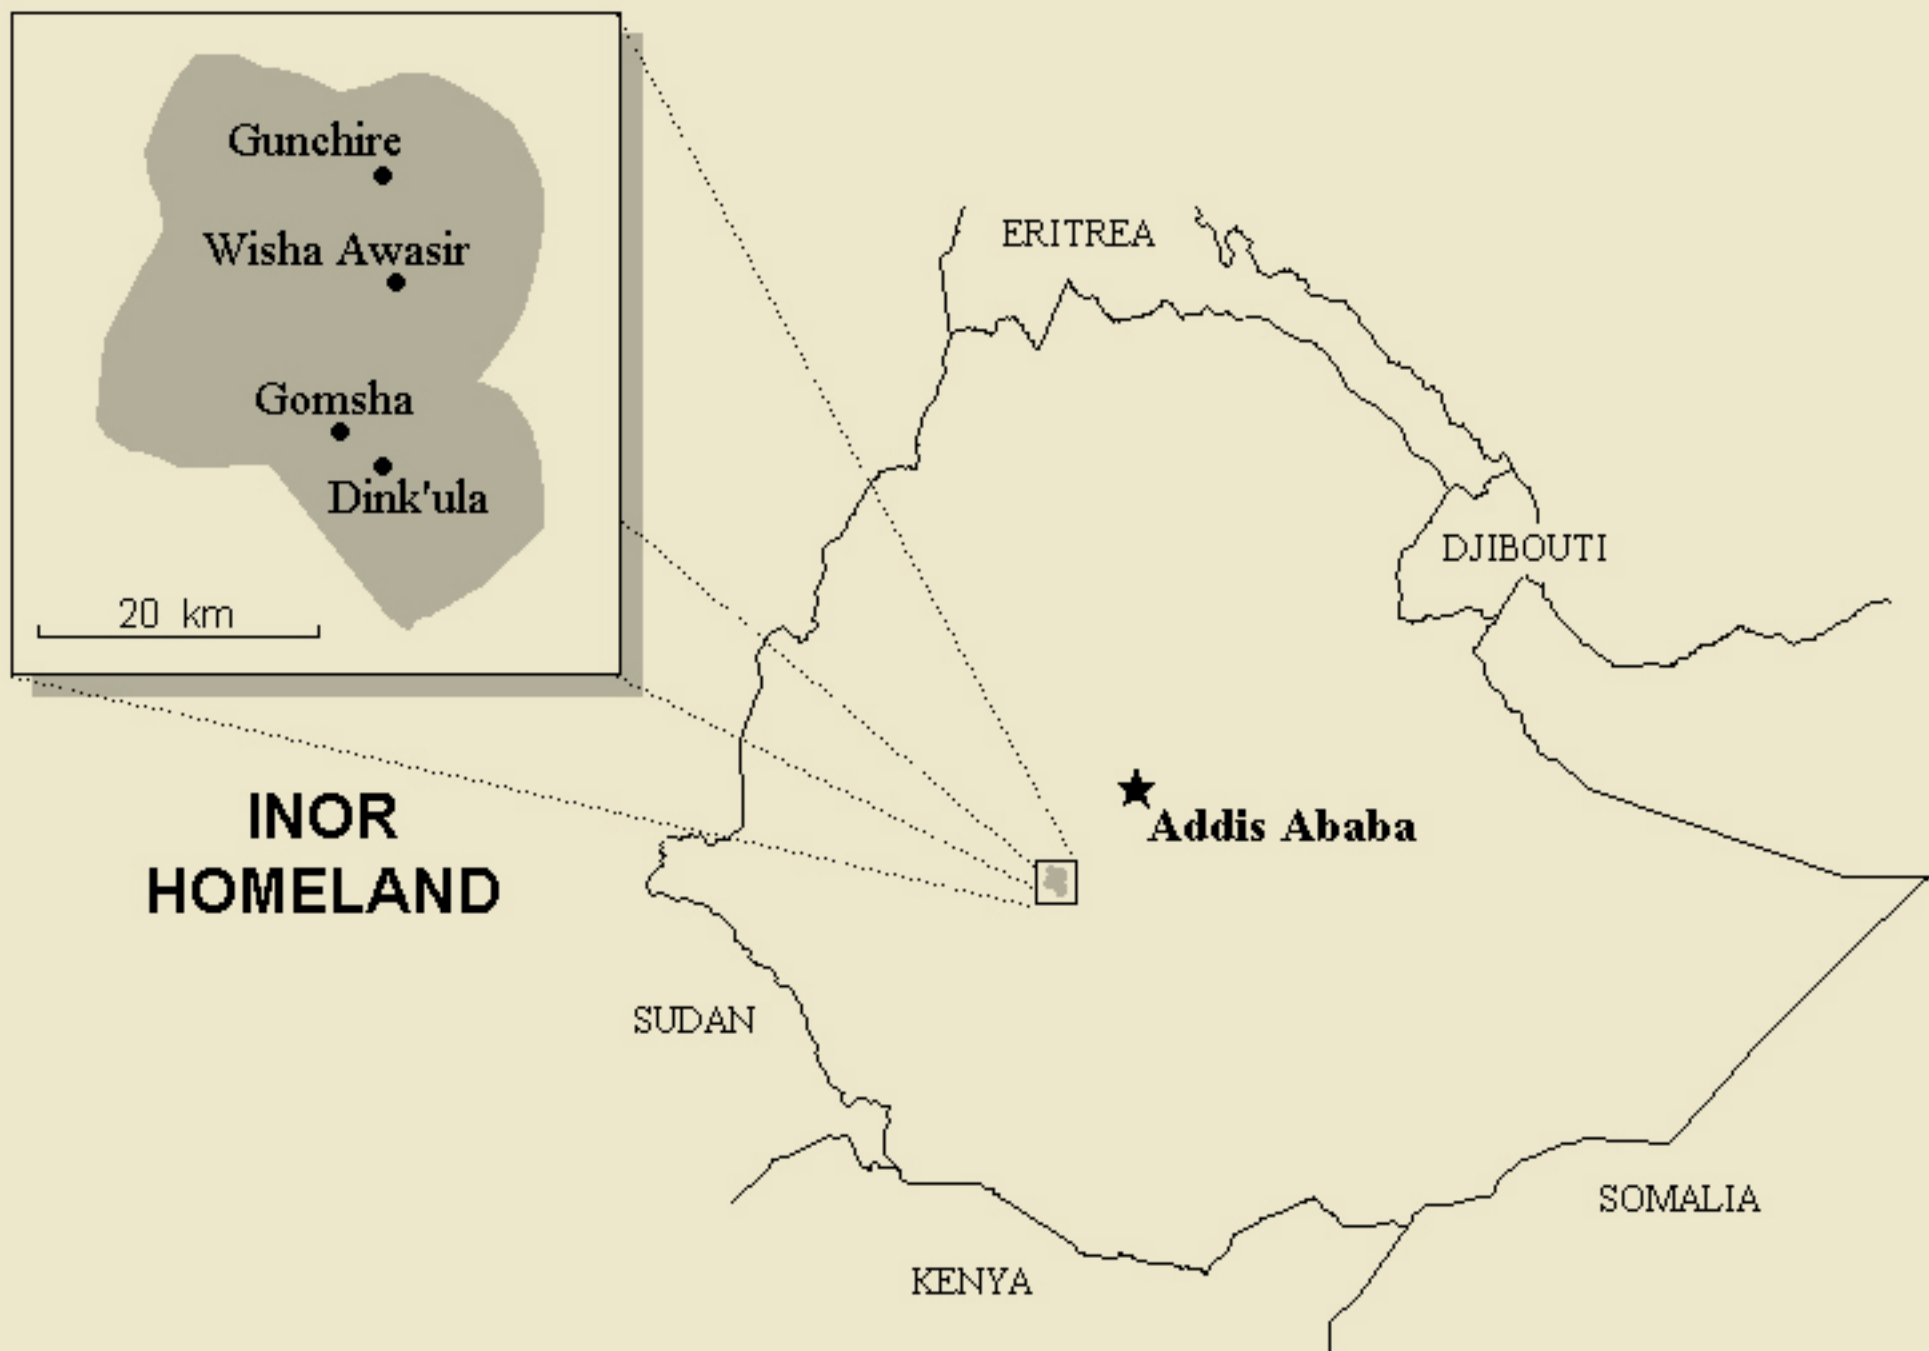 Gunchire
Wisha Awasir
Gomsha
Dink'ula
20 km
ERITREA
DJIBOUTI
Addis Ababa
INOR
HOMELAND
SUDAN
SOMALIA
KENYA